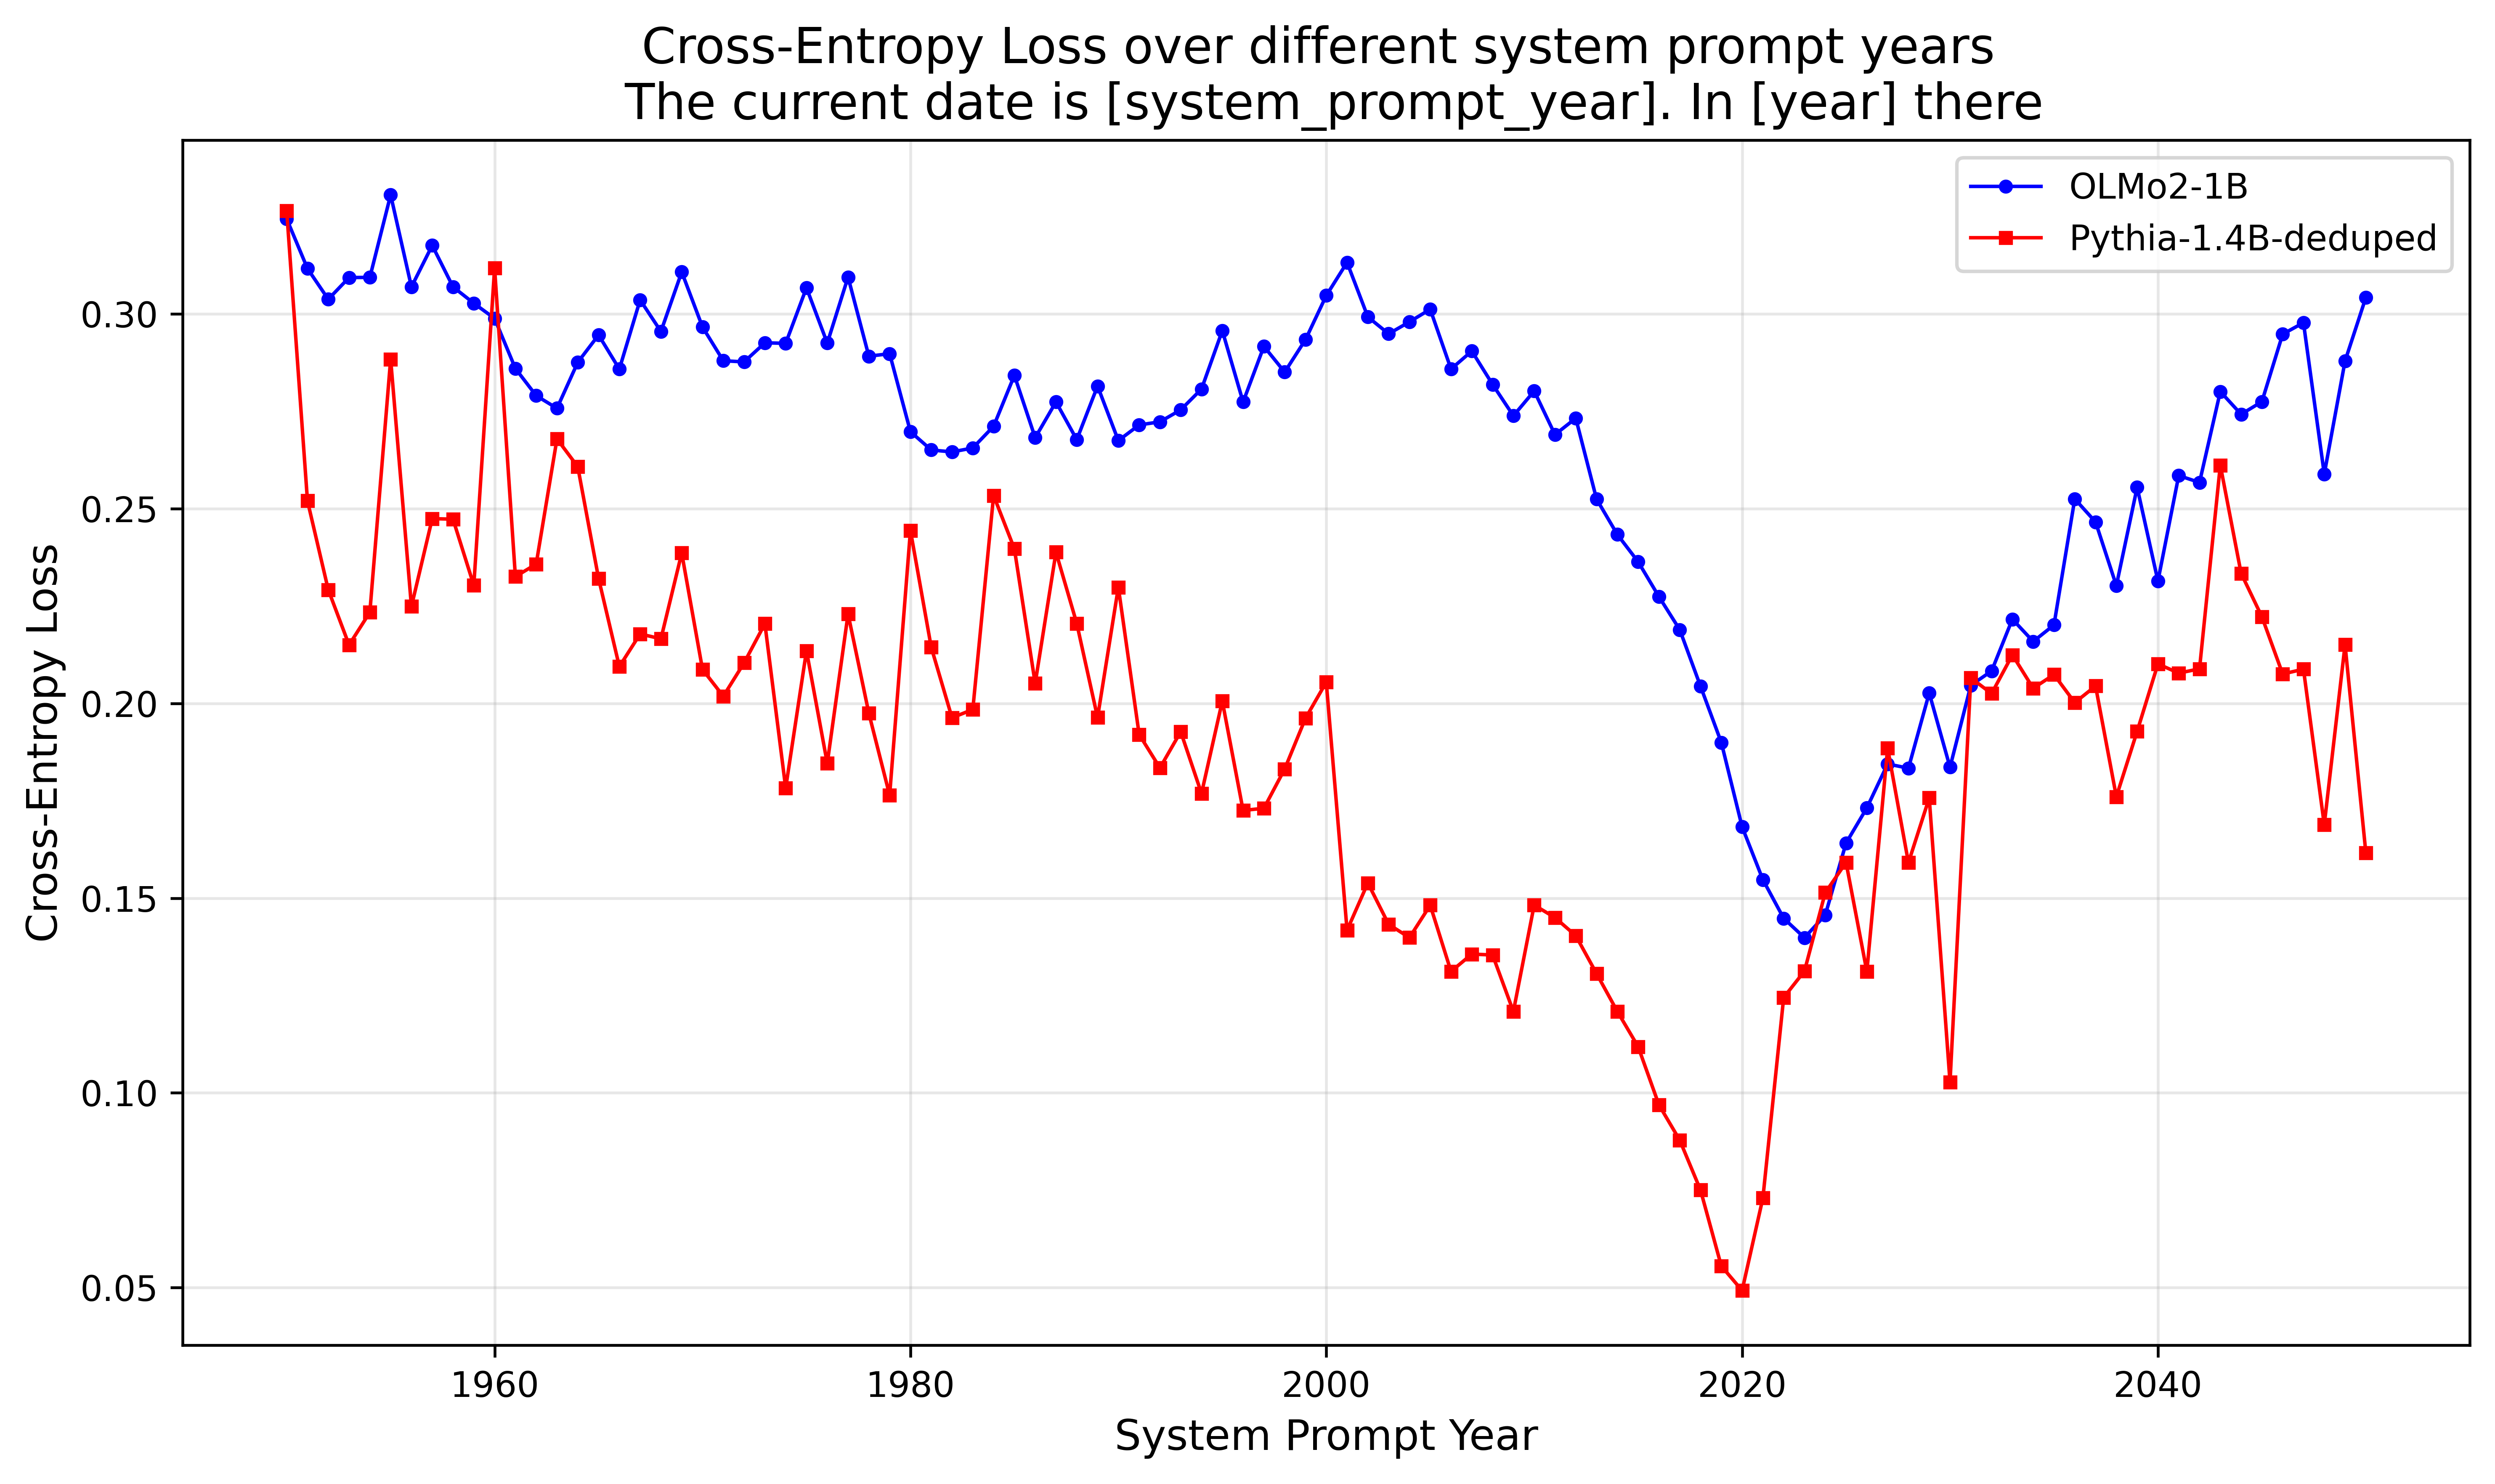 Cross-Entropy Loss over different system prompt years
The current date is [system_prompt_year]. In [year] there
OLMo2-1B
Pythia-1.4B-deduped
Cross-Entropy Loss
0.30
0.25
0.20
0.15
0.10
0.05
1960
1980
2000
2020
2040
System Prompt Year